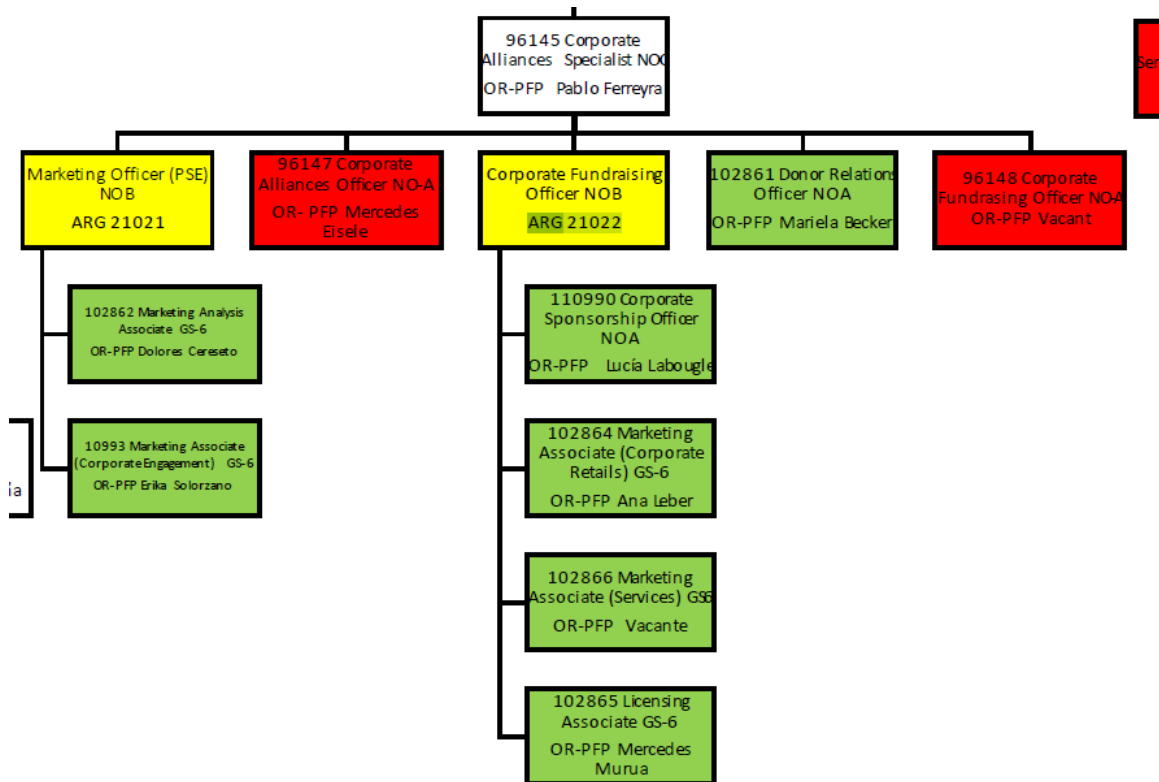 96145 Corporate
Alliances Specialist NOC
OR-PFP Pablo Ferreyra
Ser
Marketing Officer (PSE)
NOB
ARG 21021
96147 Corporate
Alliances Officer NO-A
OR- PFP Mercedes
Eisele
Corporate Fundraising
Officer NOB
ARG 21022
102861 Donor Relations
Officer NOA
OR-PFP Mariela Becker
96148 Corporate
Fundrasing Officer NO-A
OR-PFP Vacant
102862 Marketing Analysis
Associate GS-6
OR-PFP Dolores Cereseto
10993 Marketing Associate
(Corporate Engagement) GS-6
OR-PFP Erika Solorzano
ia
110990 Corporate
Sponsorship Officer
NOA
OR-PFP Lucía Labougle
102864 Marketing
Associate (Corporate
Retails) GS-6
OR-PFP Ana Leber
102866 Marketing
Associate (Services) GS6
OR-PFP Vacante
102865 Licensing
Associate GS-6
OR-PFP Mercedes
Murua